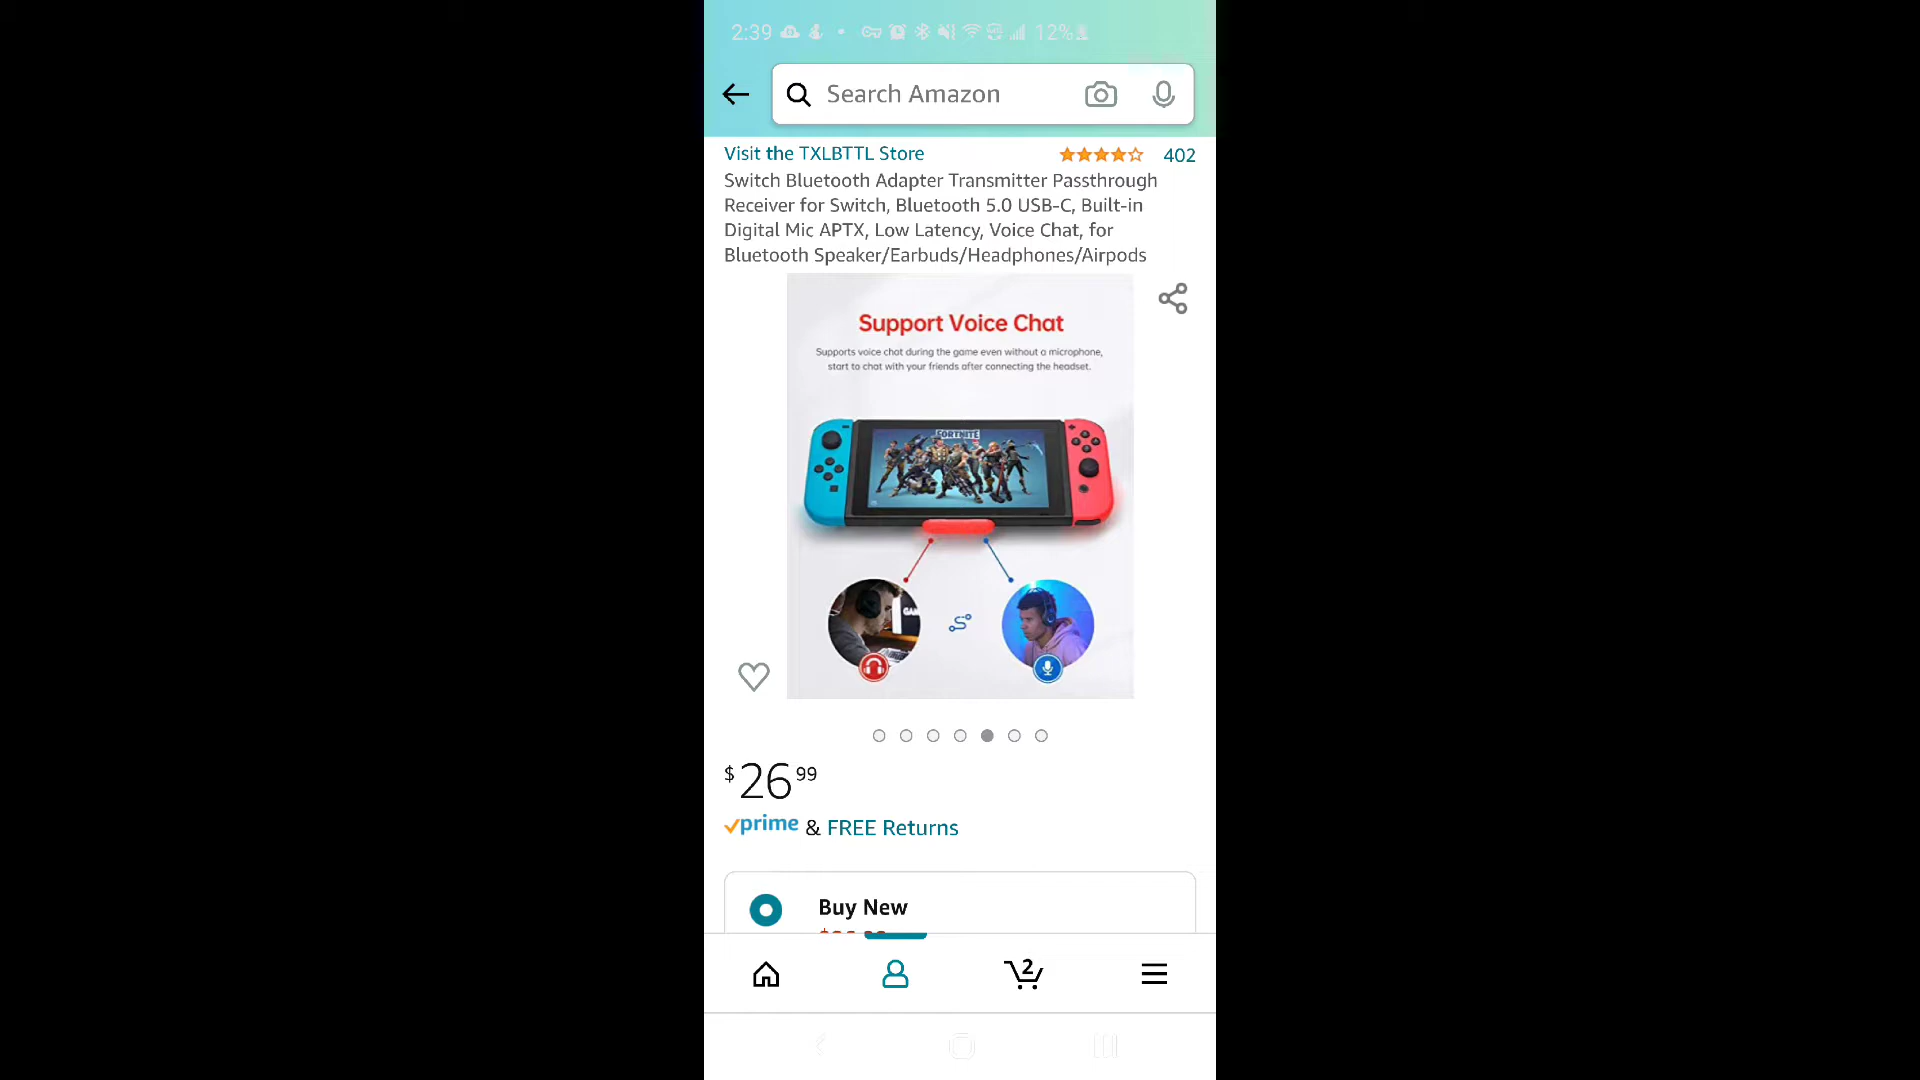 2:39
12%
Search Amazon
Visit the TXLBTTL Store
402
Switch Bluetooth Adapter Transmitter Passthrough
Receiver for Switch, Bluetooth 5.0 USB-C, Built-in
Digital Mic APTX, Low Latency, Voice Chat, for
Bluetooth Speaker/Earbuds/Headphones/Airpods
Support Voice Chat
Supports voice chat during the game even without a microphone,
start to chat with your friends after connecting the headset.
FORTNITE
$26 99
prime & FREE Returns
Buy New
2